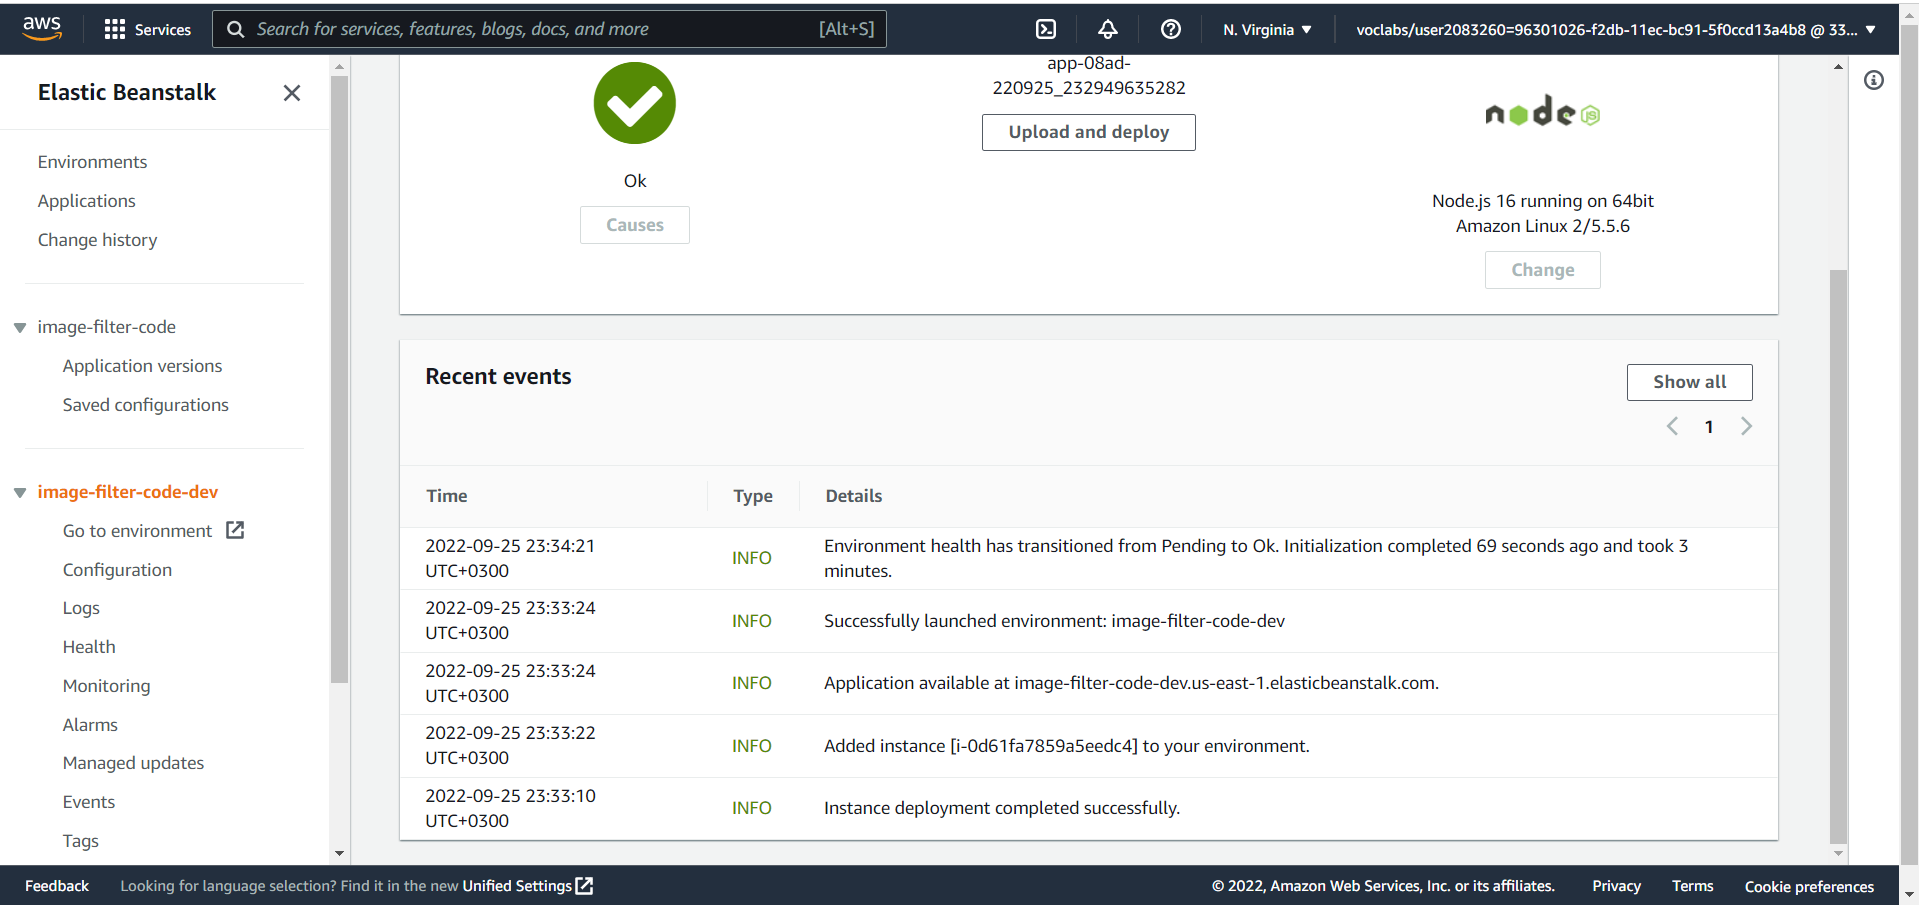 aws
Services
Search for services, features, blogs, docs, and more
[Alt+S]
N. Virginia
voclabs/user2083260=96301026-f2db-11ec-bc91-5f0ccd13a4b8 @ 33...
Elastic Beanstalk
Environments
Applications
Change history
image-filter-code
Application versions
Saved configurations
image-filter-code-dev
Go to environment
Configuration
Logs
Health
Monitoring
Alarms
Managed updates
Events
Tags
Ok
Causes
app-08ad-
220925_232949635282
Upload and deploy
node
JS
Node.js 16 running on 64bit
Amazon Linux 2/5.5.6
Change
Recent events
Show all
1
Time Type Details
2022-09-25 23:34:21
UTC+0300
INFO
Environment health has transitioned from Pending to Ok. Initialization completed 69 seconds ago and took 3
minutes.
2022-09-25 23:33:24
UTC+0300
INFO
Successfully launched environment: image-filter-code-dev
2022-09-25 23:33:24
UTC+0300
INFO
Application available at image-filter-code-dev.us-east-1.elasticbeanstalk.com.
2022-09-25 23:33:22
UTC+0300
INFO
Added instance [i-0d61fa7859a5eedc4] to your environment.
2022-09-25 23:33:10
UTC+0300
INFO
Instance deployment completed successfully.
Feedback
Looking for language selection? Find it in the new Unified Settings
© 2022, Amazon Web Services, Inc. or its affiliates.
Privacy
Terms
Cookie preferences